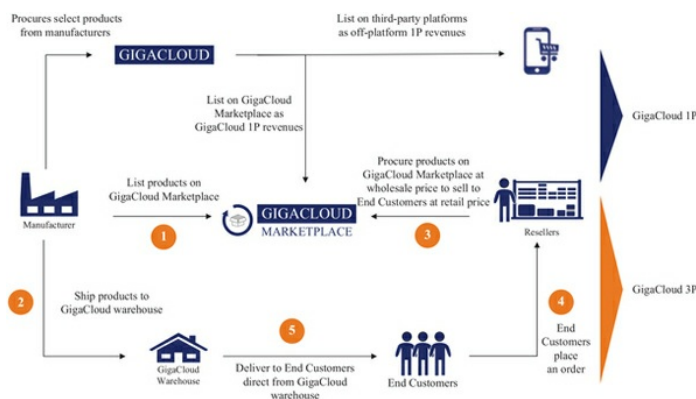 Procures select products
from manufacturers
GIGACLOUD
List on third-party platforms
as off-platform 1P revenues
List on GigaCloud
Marketplace as
GigaCloud 1P revenues
GigaCloud 1P
List products on
GigaCloud Marketplace
Procure products on
GigaCloud Marketplace at
wholesale price to sell to
End Customers at retail price
Manufacturer
1
GIGACLOUD
MARKETPLACE
3
Resellers
2
Ship products to
GigaCloud warehouse
GigaCloud 3P
4
End
Customers
place
an order
5
GigaCloud
Warehouse
Deliver to End Customers
direct from GigaCloud
warehouse
End Customers